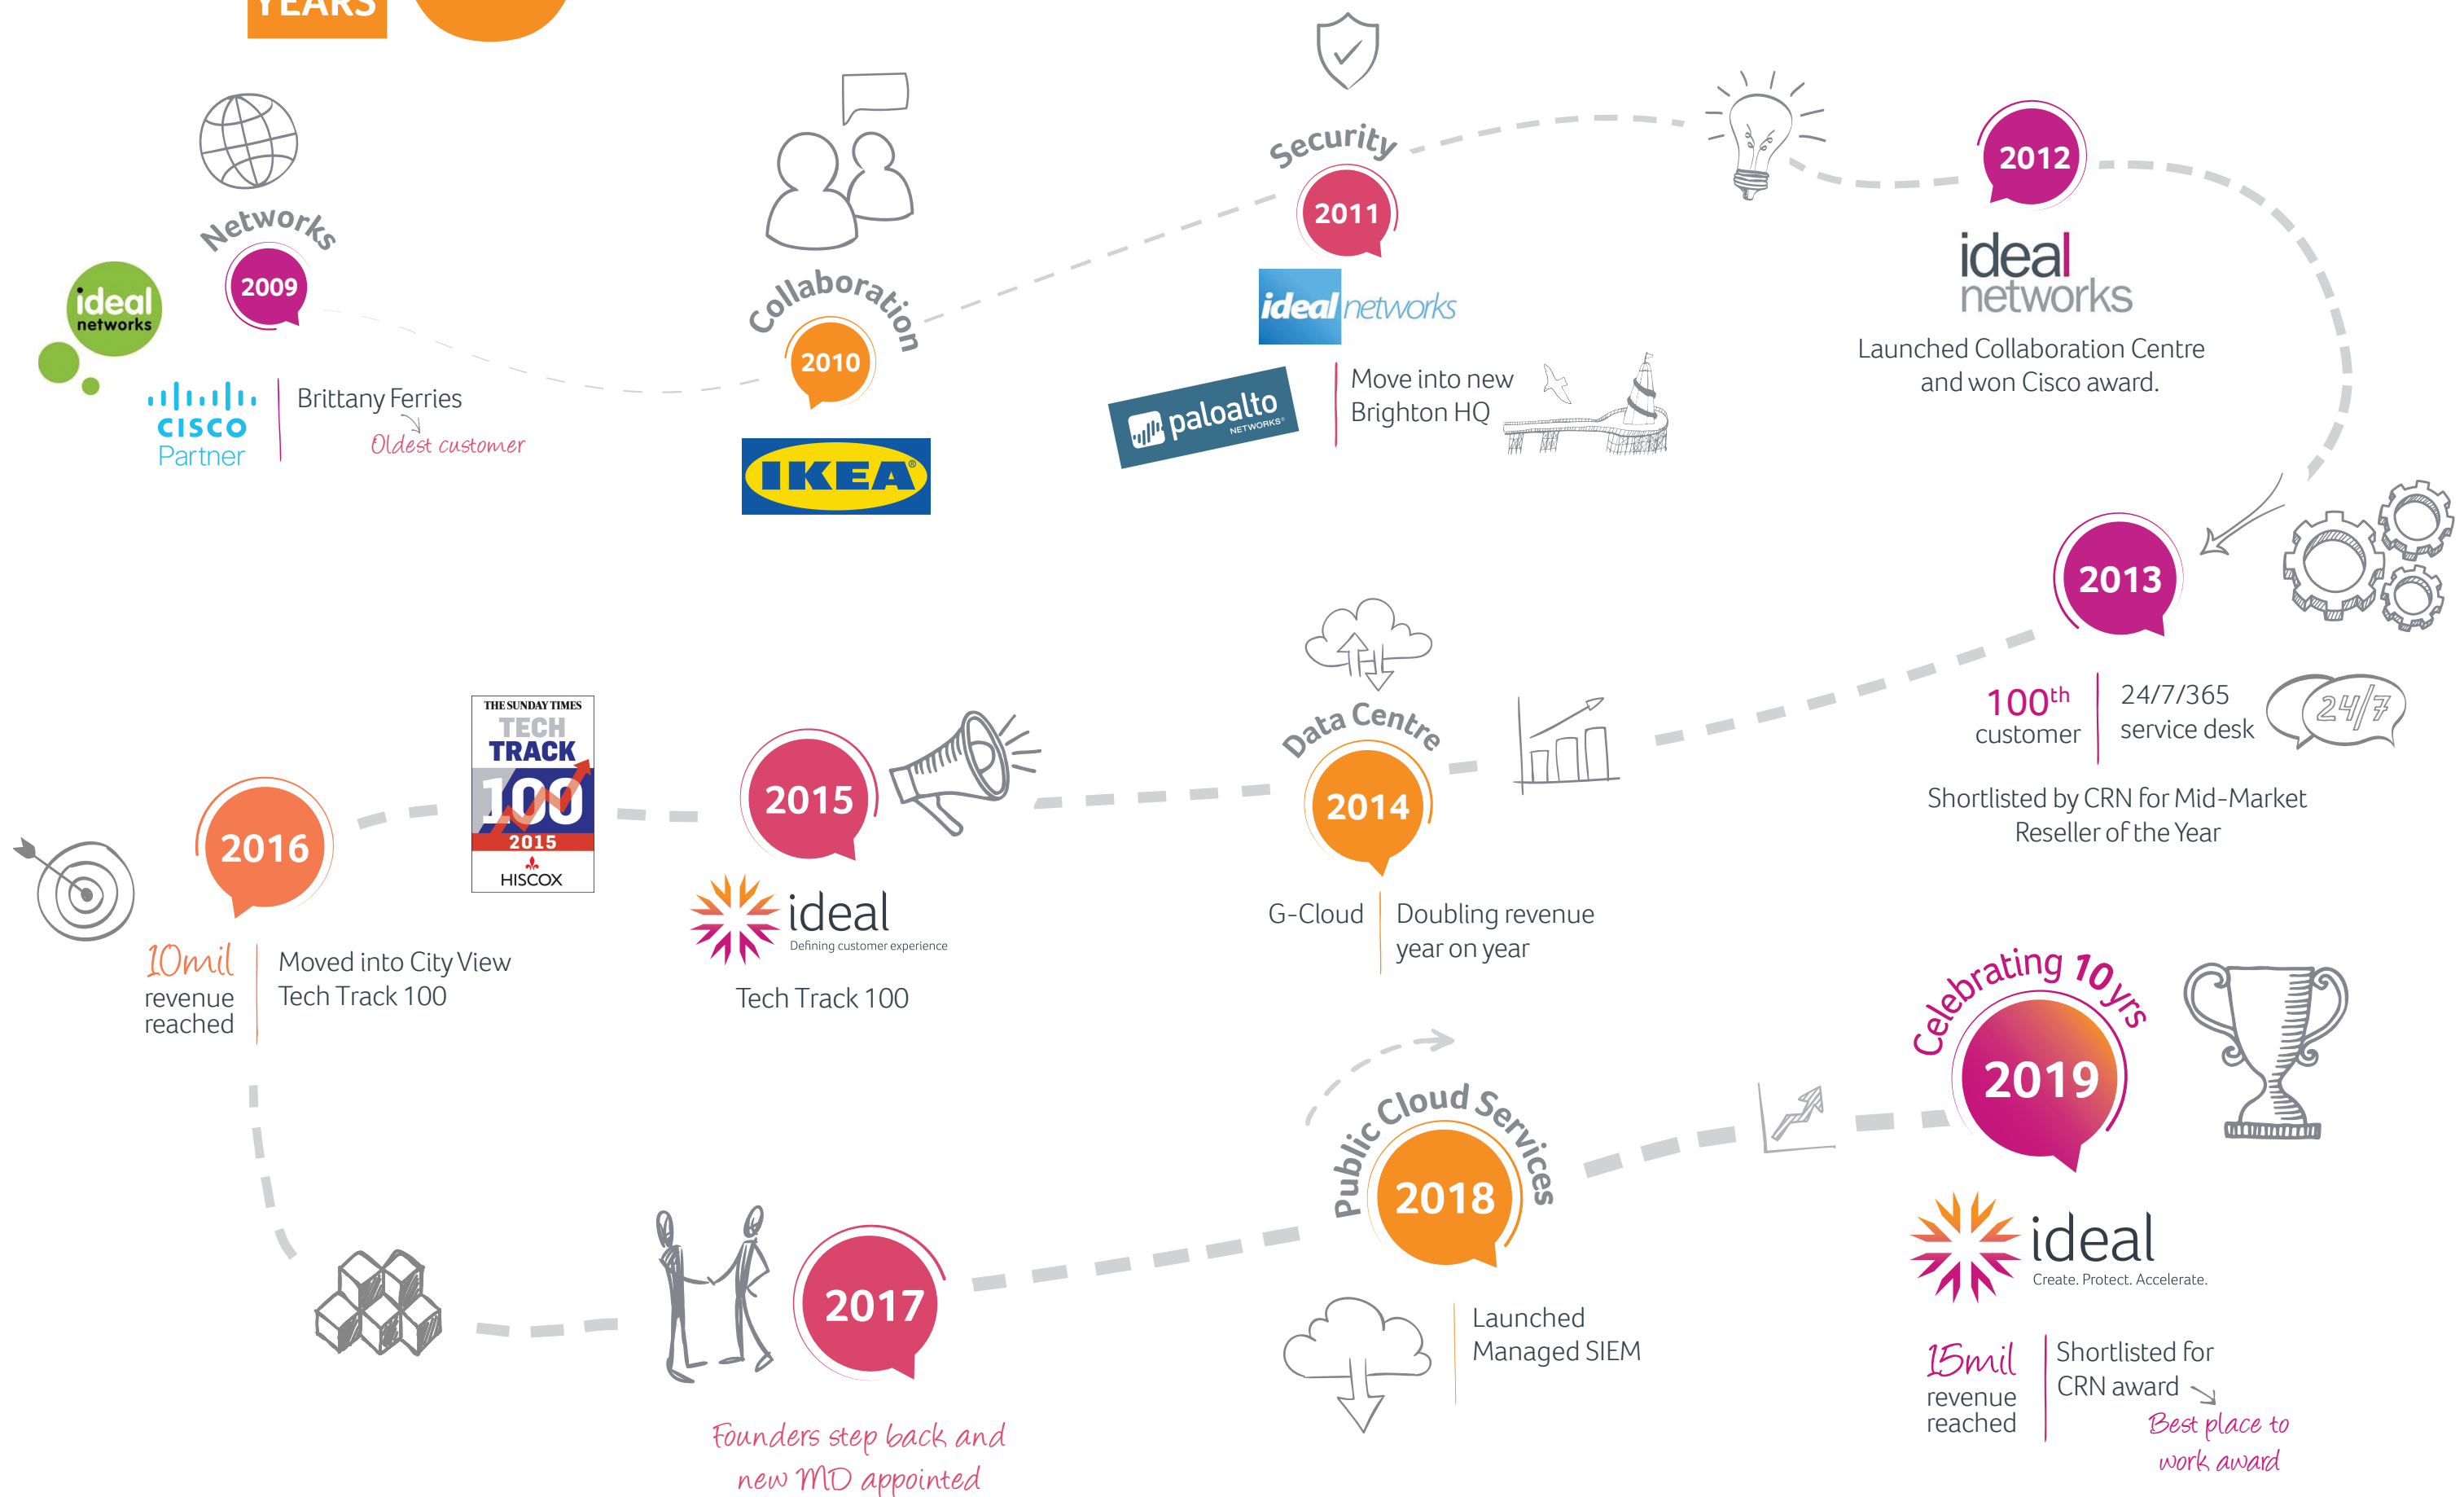 YEARS
Networks
2009
ideal
networks
CISCO
Partner
Brittany Ferries
Oldest customer
Collaboration
2010
IKEA®
Security
2011
ideal networks
paloalto
NETWORKS®
Move into new
Brighton HQ
2012
ideal
networks
Launched Collaboration Centre
and won Cisco award.
2013
100th
customer
24/7/365
service desk
24/7
Shortlisted by CRN for Mid-Market
Reseller of the Year
Data Centre
2014
G-Cloud
Doubling revenue
year on year
2015
ideal
Defining customer experience
Tech Track 100
THE SUNDAY TIMES
TECH
TRACK
100
2015
HISCOX
2016
10mil
revenue
reached
Moved into City View
Tech Track 100
2017
Founders step back and
new MD appointed
Public Cloud Services
2018
Launched
Managed SIEM
Celebrating 10yrs
2019
ideal
Create. Protect. Accelerate.
15mil
revenue
reached
Shortlisted for
CRN award
Best place to
work award